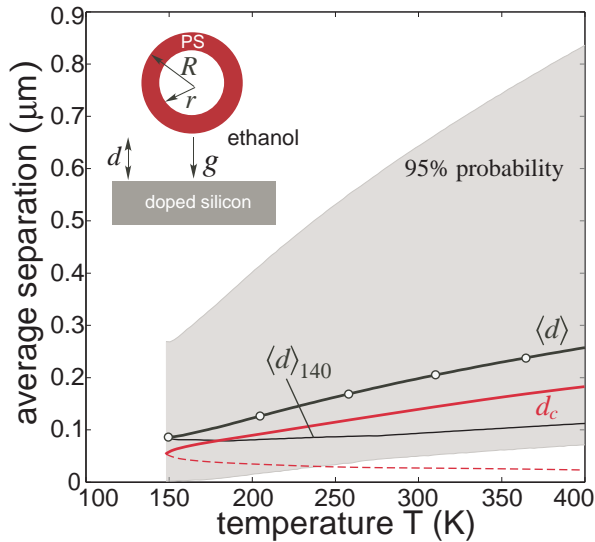 0.9
0.8
0.7
0.6
0.5
0.4
0.3
0.2
0.1
0
100
150
200
250
300
350
400
average separation (μm)
temperature T (K)
PS
R
r
ethanol
d
g
doped silicon
95% probability
⟨d⟩
⟨d⟩140
dc